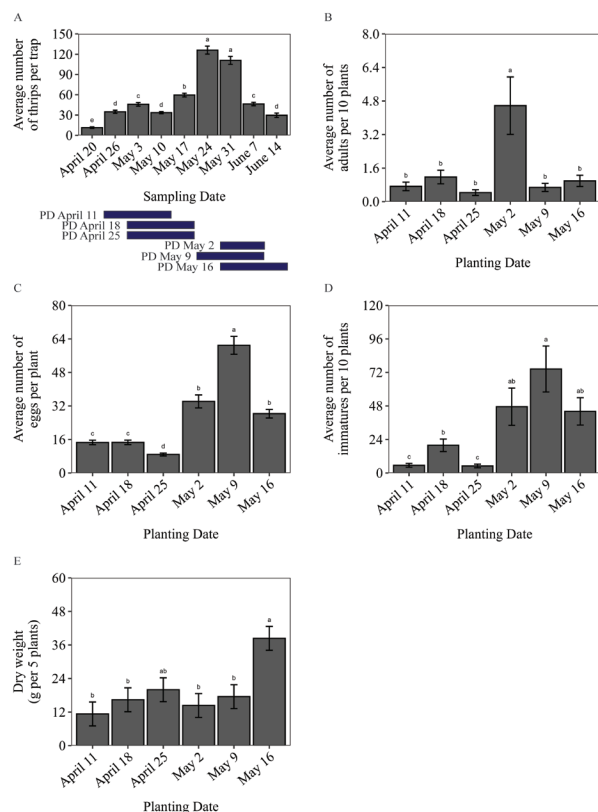 A
Average number
of thrips per trap
150
120
90
60
30
0
e
d
c
d
b
a
a
c
d
April 20
April 26
May 3
May 10
May 17
May 24
May 31
June 7
June 14
Sampling Date
PD April 11
PD April 18
PD April 25
PD May 2
PD May 9
PD May 16
B
Average number of
adults per 10 plants
8.0
6.4
4.8
3.2
1.6
0.0
b
b
b
a
b
b
April 11
April 18
April 25
May 2
May 9
May 16
Planting Date
C
Average number of
eggs per plant
80
64
48
32
16
0
c
c
d
b
a
b
April 11
April 18
April 25
May 2
May 9
May 16
Planting Date
D
Average number of
immatures per 10 plants
120
96
72
48
24
0
c
b
c
ab
a
ab
April 11
April 18
April 25
May 2
May 9
May 16
Planting Date
E
Dry weight
(g per 5 plants)
60
48
36
24
12
0
b
b
ab
b
b
a
April 11
April 18
April 25
May 2
May 9
May 16
Planting Date